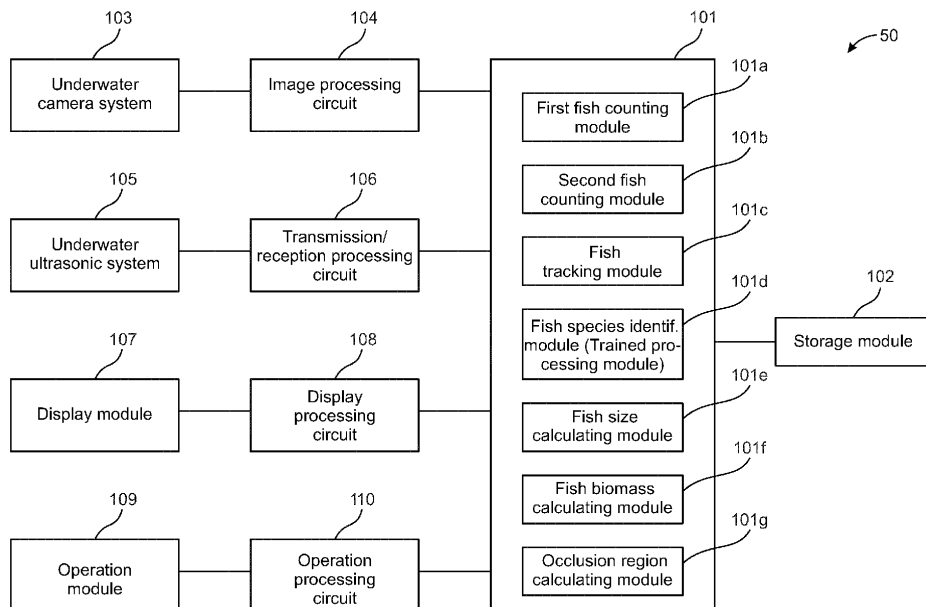 103
104
101
50
Underwater
camera system
Image processing
circuit
101a
First fish counting
module
101b
Second fish
counting module
105
106
Underwater
ultrasonic system
Transmission/
reception processing
circuit
101c
Fish
tracking module
101d
Fish species identif.
module (Trained pro-
cessing module)
102
Storage module
107
108
Display module
Display
processing
circuit
101e
Fish size
calculating module
101f
Fish biomass
calculating module
109
110
Operation
module
Operation
processing
circuit
101g
Occlusion region
calculating module